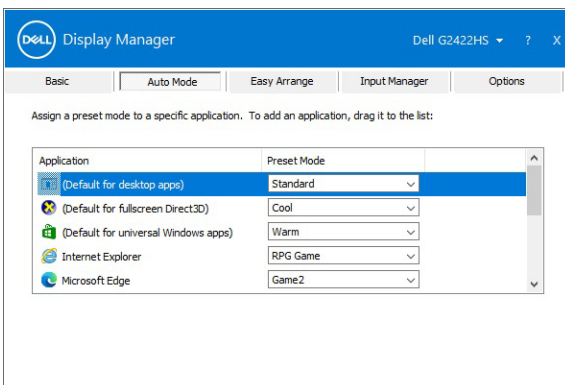 DELL Display Manager Dell G2422HS ? X
Basic Auto Mode Easy Arrange Input Manager Options
Assign a preset mode to a specific application. To add an application, drag it to the list:
Application Preset Mode
(Default for desktop apps) Standard
(Default for fullscreen Direct3D) Cool
(Default for universal Windows apps) Warm
Internet Explorer RPG Game
Microsoft Edge Game2